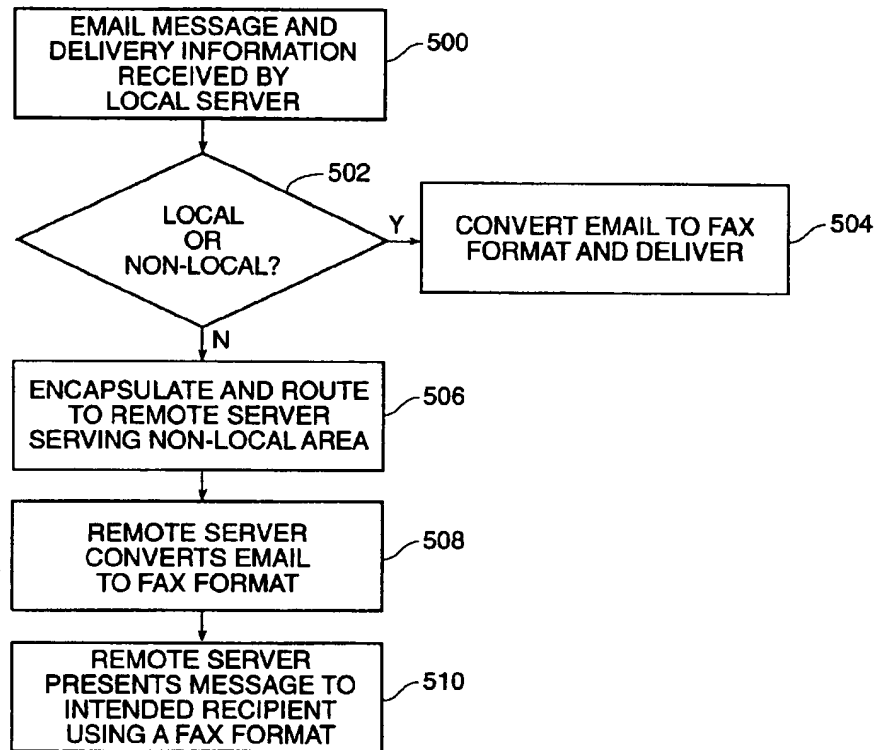 EMAIL MESSAGE AND
DELIVERY INFORMATION
RECEIVED BY
LOCAL SERVER
500
502
LOCAL
OR
NON-LOCAL?
Y
CONVERT EMAIL TO FAX
FORMAT AND DELIVER
504
N
ENCAPSULATE AND ROUTE
TO REMOTE SERVER
SERVING NON-LOCAL AREA
506
REMOTE SERVER
CONVERTS EMAIL
TO FAX FORMAT
508
REMOTE SERVER
PRESENTS MESSAGE TO
INTENDED RECIPIENT
USING A FAX FORMAT
510